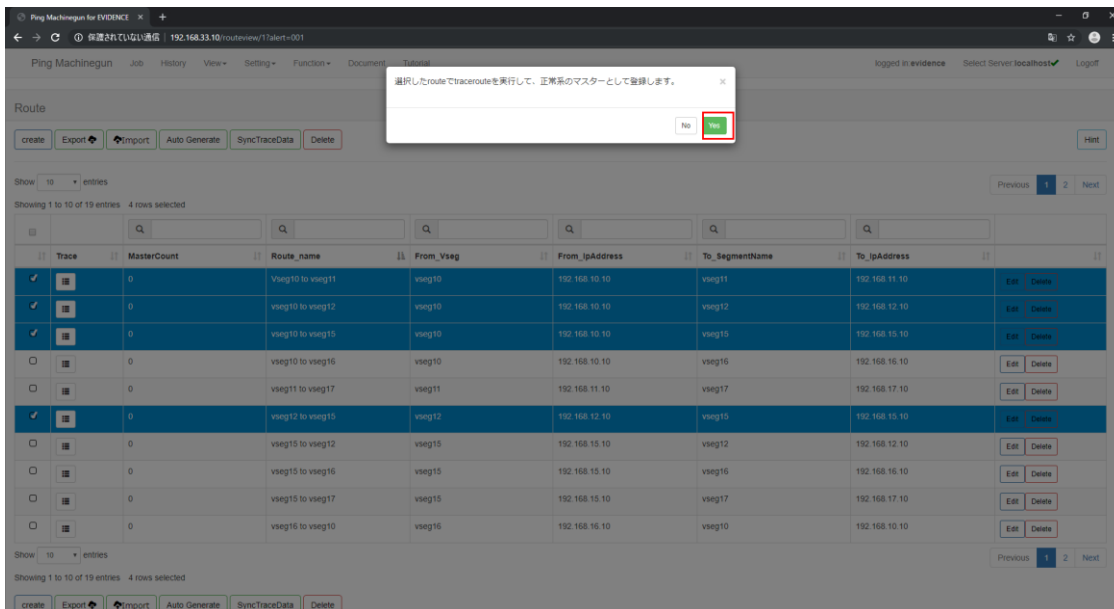 Ping Machinegun for EVIDENCE × +
保護されていない通信 | 192.168.33.10/routeview/1?alert=001
Ping Machinegun Job History View Setting Function Document Tutorial logged in:evidence Select Server:localhost Logoff
選択したrouteでtracerouteを実行して、正常系のマスターとして登録します。 ×
No Yes
Route
create Export Import Auto Generate SyncTraceData Delete Hint
Show 10 entries Previous 1 2 Next
Showing 1 to 10 of 19 entries 4 rows selected
Trace MasterCount Route_name From_Vseg From_IpAddress To_SegmentName To_IpAddress
0 Vseg10 to vseg11 vseg10 192.168.10.10 vseg11 192.168.11.10 Edit Delete
0 vseg10 to vseg12 vseg10 192.168.10.10 vseg12 192.168.12.10 Edit Delete
0 vseg10 to vseg15 vseg10 192.168.10.10 vseg15 192.168.15.10 Edit Delete
0 vseg10 to vseg16 vseg10 192.168.10.10 vseg16 192.168.16.10 Edit Delete
0 vseg11 to vseg17 vseg11 192.168.11.10 vseg17 192.168.17.10 Edit Delete
0 vseg12 to vseg15 vseg12 192.168.12.10 vseg15 192.168.15.10 Edit Delete
0 vseg15 to vseg12 vseg15 192.168.15.10 vseg12 192.168.12.10 Edit Delete
0 vseg15 to vseg16 vseg15 192.168.15.10 vseg16 192.168.16.10 Edit Delete
0 vseg15 to vseg17 vseg15 192.168.15.10 vseg17 192.168.17.10 Edit Delete
0 vseg16 to vseg10 vseg16 192.168.16.10 vseg10 192.168.10.10 Edit Delete
Show 10 entries Previous 1 2 Next
Showing 1 to 10 of 19 entries 4 rows selected
create Export Import Auto Generate SyncTraceData Delete